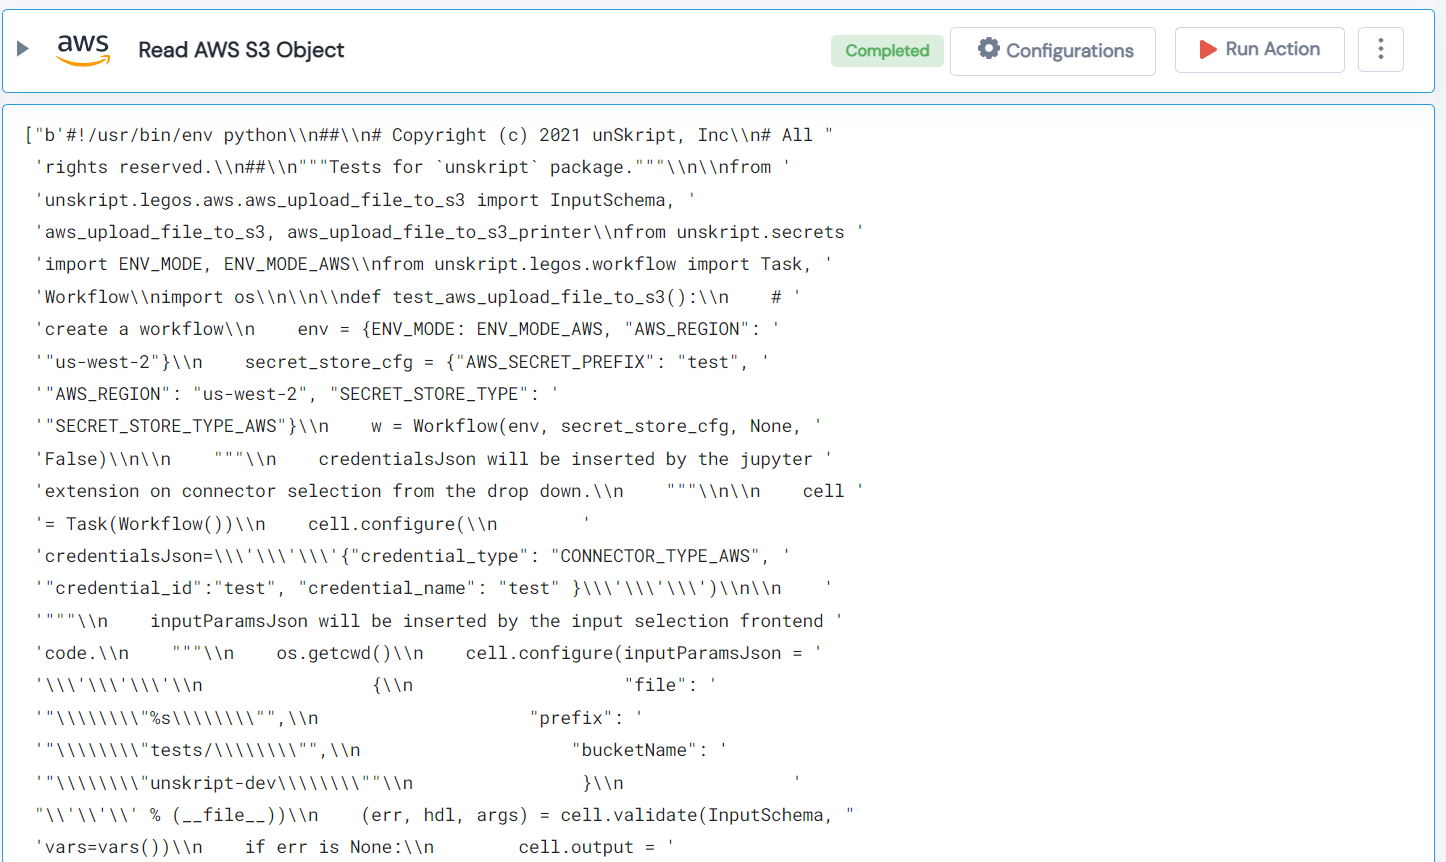 aws Read AWS S3 Object Completed Configurations Run Action
["b'#!/usr/bin/env python\\n##\\n# Copyright (c) 2021 unSkript, Inc\\n# All "
'rights reserved.\\n##\\n"""Tests for `unskript` package."""\\n\\nfrom '
'unskript.legos.aws.aws_upload_file_to_s3 import InputSchema, '
'aws_upload_file_to_s3, aws_upload_file_to_s3_printer\\nfrom unskript.secrets '
'import ENV_MODE, ENV_MODE_AWS\\nfrom unskript.legos.workflow import Task, '
'Workflow\\nimport os\\n\\n\\ndef test_aws_upload_file_to_s3():\\n    # '
'create a workflow\\n    env = {ENV_MODE: ENV_MODE_AWS, "AWS_REGION": '
'"us-west-2"}\\n    secret_store_cfg = {"AWS_SECRET_PREFIX": "test", '
'"AWS_REGION": "us-west-2", "SECRET_STORE_TYPE": '
'"SECRET_STORE_TYPE_AWS"}\\n    w = Workflow(env, secret_store_cfg, None, '
'False)\\n\\n    """\\n    credentialsJson will be inserted by the jupyter '
'extension on connector selection from the drop down.\\n    """\\n\\n    cell '
'= Task(Workflow())\\n    cell.configure(\\n        '
'credentialsJson=\\\'\\\'\\\'{"credential_type": "CONNECTOR_TYPE_AWS", '
'"credential_id":"test", "credential_name": "test" }\\\'\\\'\\\')\\n\\n    '
'"""\\n    inputParamsJson will be inserted by the input selection frontend '
'code.\\n    """\\n    os.getcwd()\\n    cell.configure(inputParamsJson = '
'\\\'\\\'\\\'\\n                {\\n                    "file": '
'"\\\\\\\\"%s\\\\\\\\"",\\n                    "prefix": '
'"\\\\\\\\"tests/\\\\\\\\"",\\n                    "bucketName": '
'"\\\\\\\\"unskript-dev\\\\\\\\""\\n                }\\n                '
"\\'\\'\\' % (__file__))\\n    (err, hdl, args) = cell.validate(InputSchema, "
'vars=vars())\\n    if err is None:\\n        cell.output = '